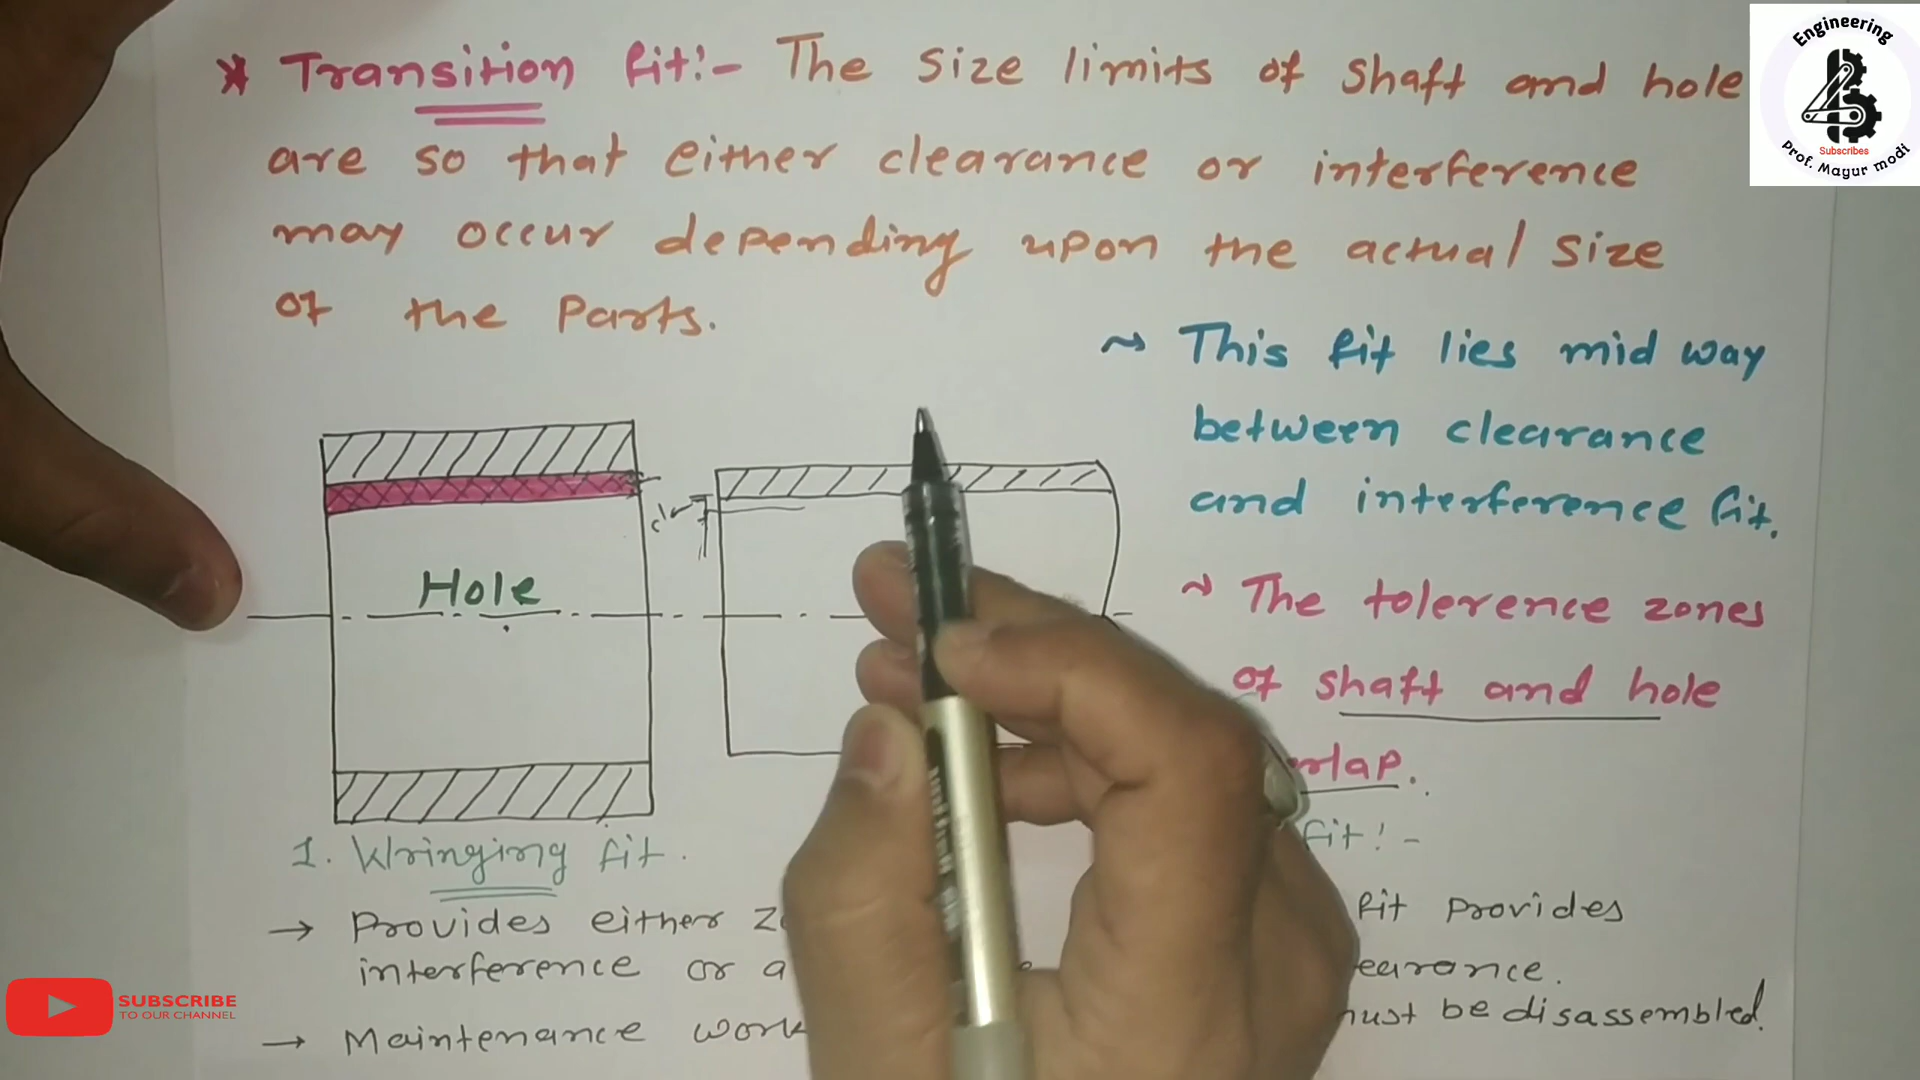 * Transition fit:- The size limits of shaft and hole
are so that either clearance or interference
may occur depending upon the actual size
of the parts.
~ This fit lies mid way
between clearance
and interference fit.
~ The tolerence zones
of shaft and hole
Hole
1. Wringing fit.
→ Provides either
interference or a
→ Maintenance work
fit:-
fit provides
must be disassembled.
Engineering
Subscribes
Prof. Mayur modi
SUBSCRIBE
TO OUR CHANNEL